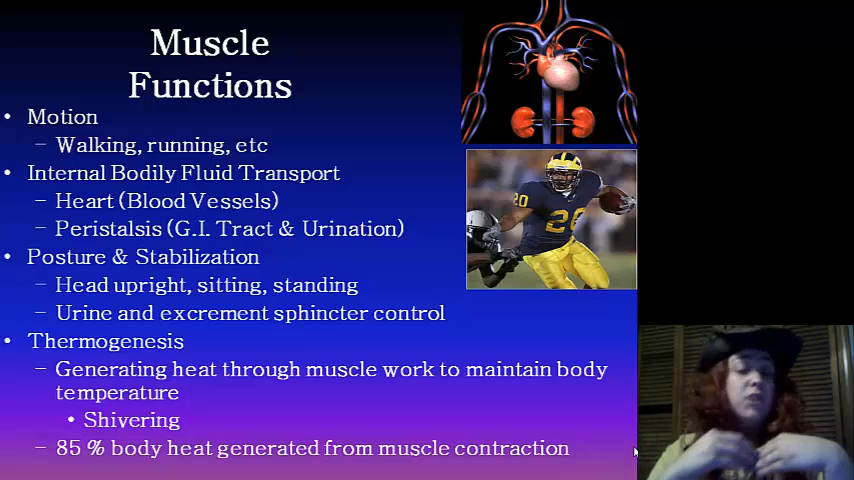 Muscle
Functions
• Motion
– Walking, running, etc
• Internal Bodily Fluid Transport
– Heart (Blood Vessels)
– Peristalsis (G.I. Tract & Urination)
• Posture & Stabilization
– Head upright, sitting, standing
– Urine and excrement sphincter control
• Thermogenesis
– Generating heat through muscle work to maintain body
temperature
• Shivering
– 85 % body heat generated from muscle contraction
20
20